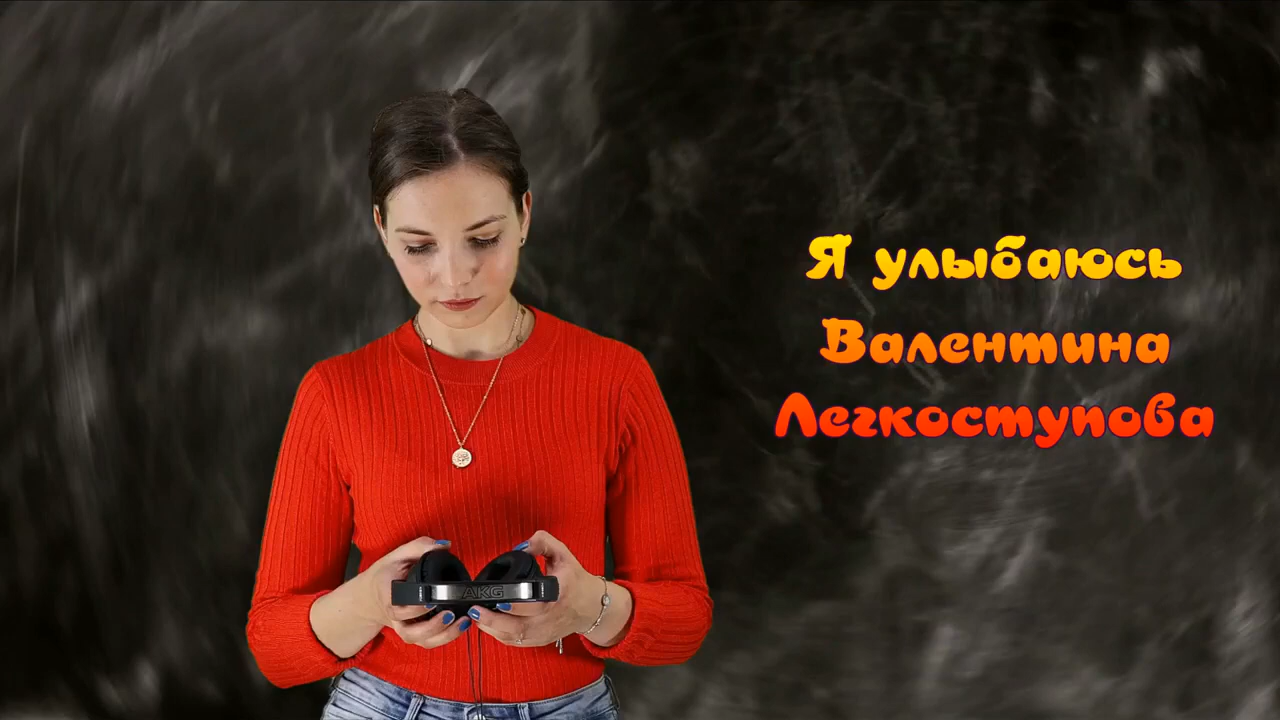 Я улыбаюсь
Валентина
Легкоступова
AKG